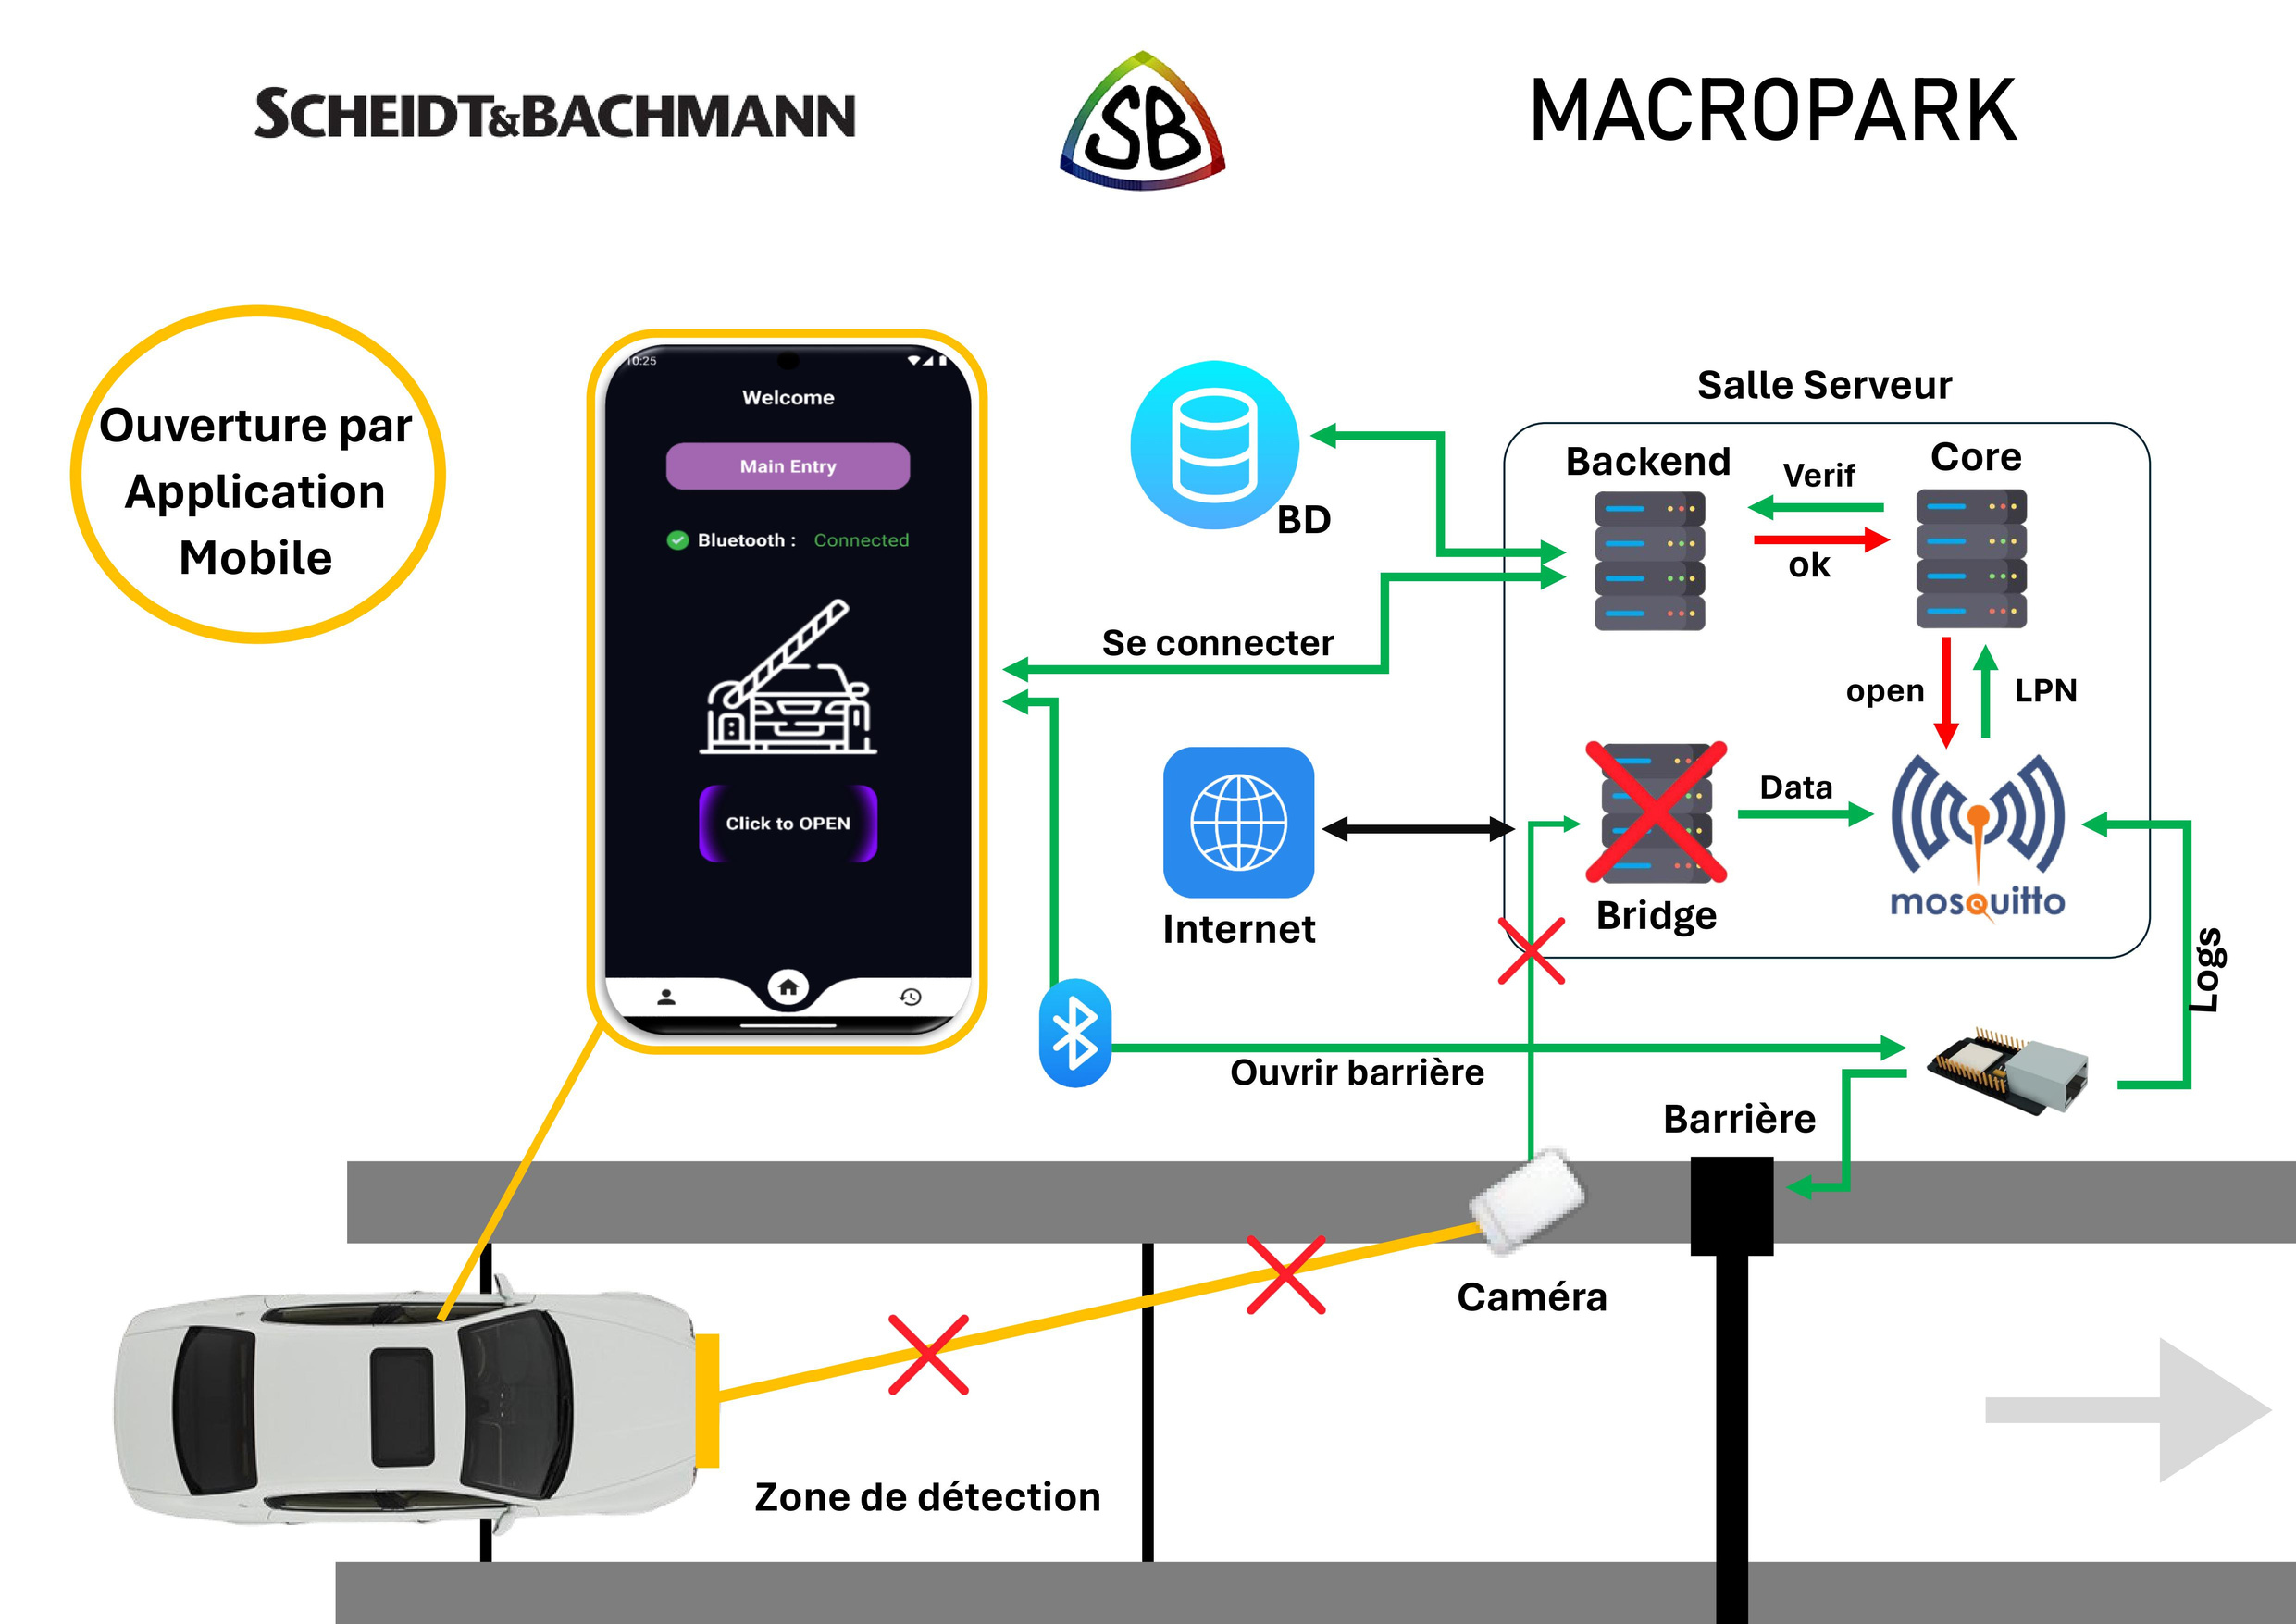 SCHEIDT&BACHMANN
SB
MACROPARK
Ouverture par
Application
Mobile
10:25
Welcome
Main Entry
Bluetooth : Connected
Click to OPEN
BD
Se connecter
Internet
Ouvrir barrière
Salle Serveur
Backend
Verif
ok
Core
open
LPN
Bridge
Data
mosquitto
Logs
Barrière
Caméra
Zone de détection